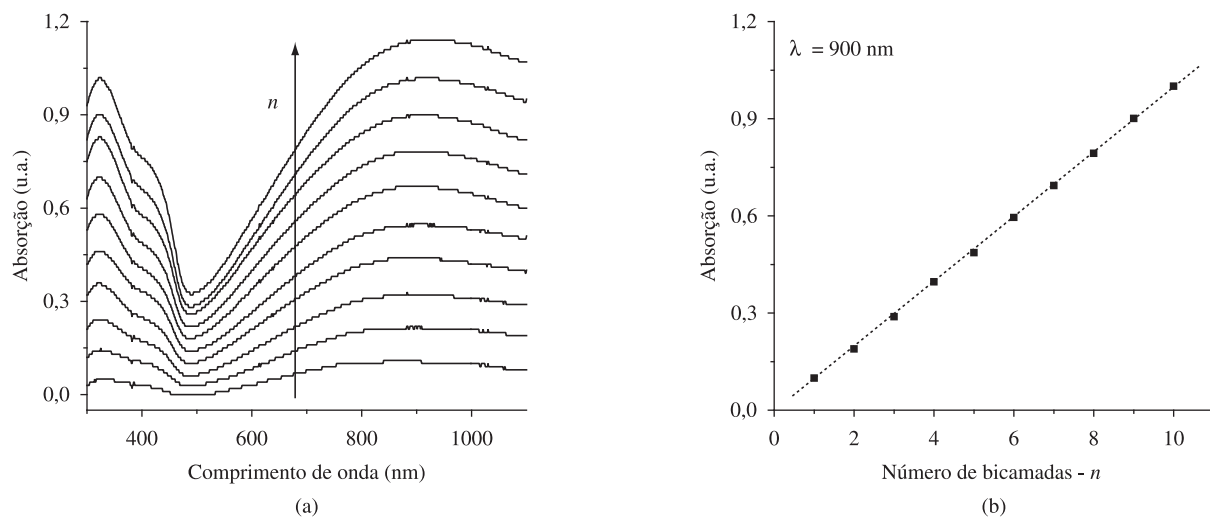 1,2
0,9
0,6
0,3
0,0
Absorção (u.a.)
n
400
600
800
1000
Comprimento de onda (nm)
(a)
λ = 900 nm
1,2
0,9
0,6
0,3
0,0
Absorção (u.a.)
0
2
4
6
8
10
Número de bicamadas - n
(b)